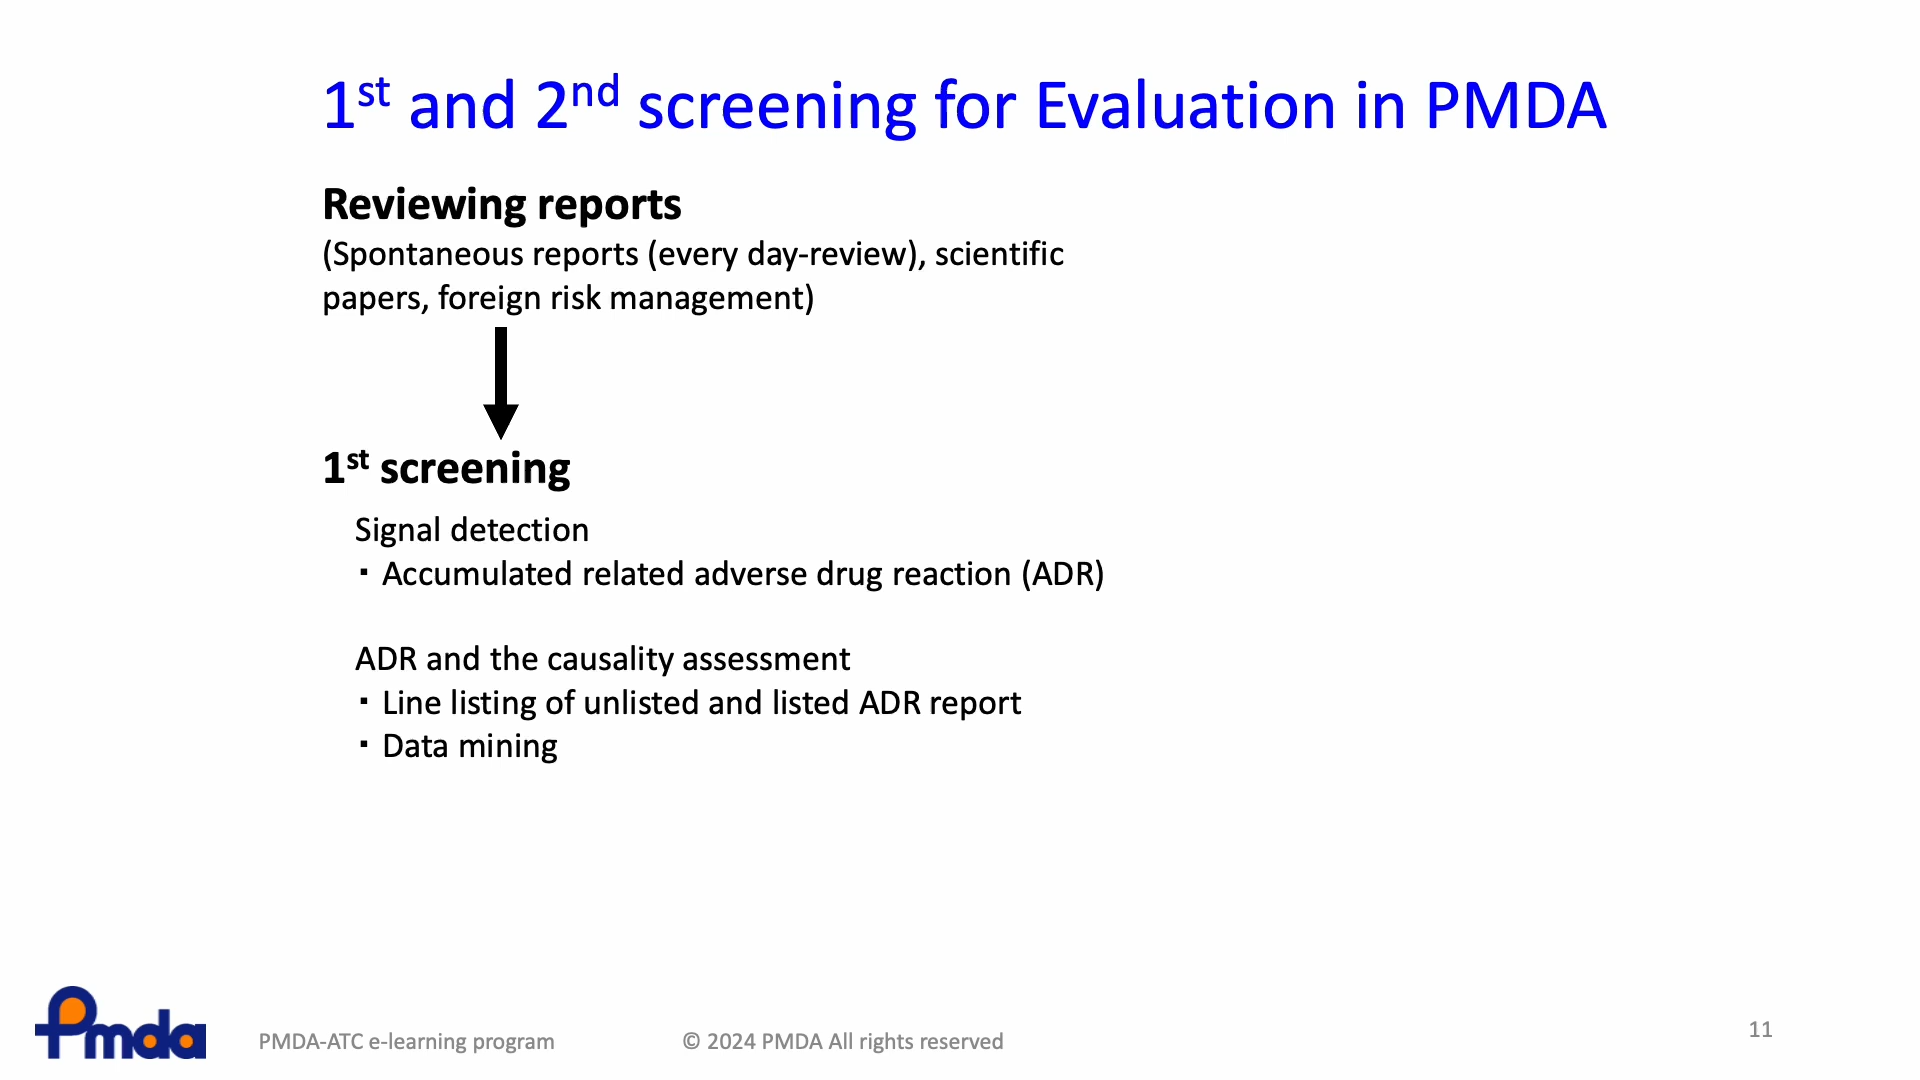 1st and 2nd screening for Evaluation in PMDA
Reviewing reports
(Spontaneous reports (every day-review), scientific
papers, foreign risk management)
1st screening
Signal detection
・Accumulated related adverse drug reaction (ADR)
ADR and the causality assessment
・Line listing of unlisted and listed ADR report
・Data mining
Pmda
PMDA-ATC e-learning program
© 2024 PMDA All rights reserved
11